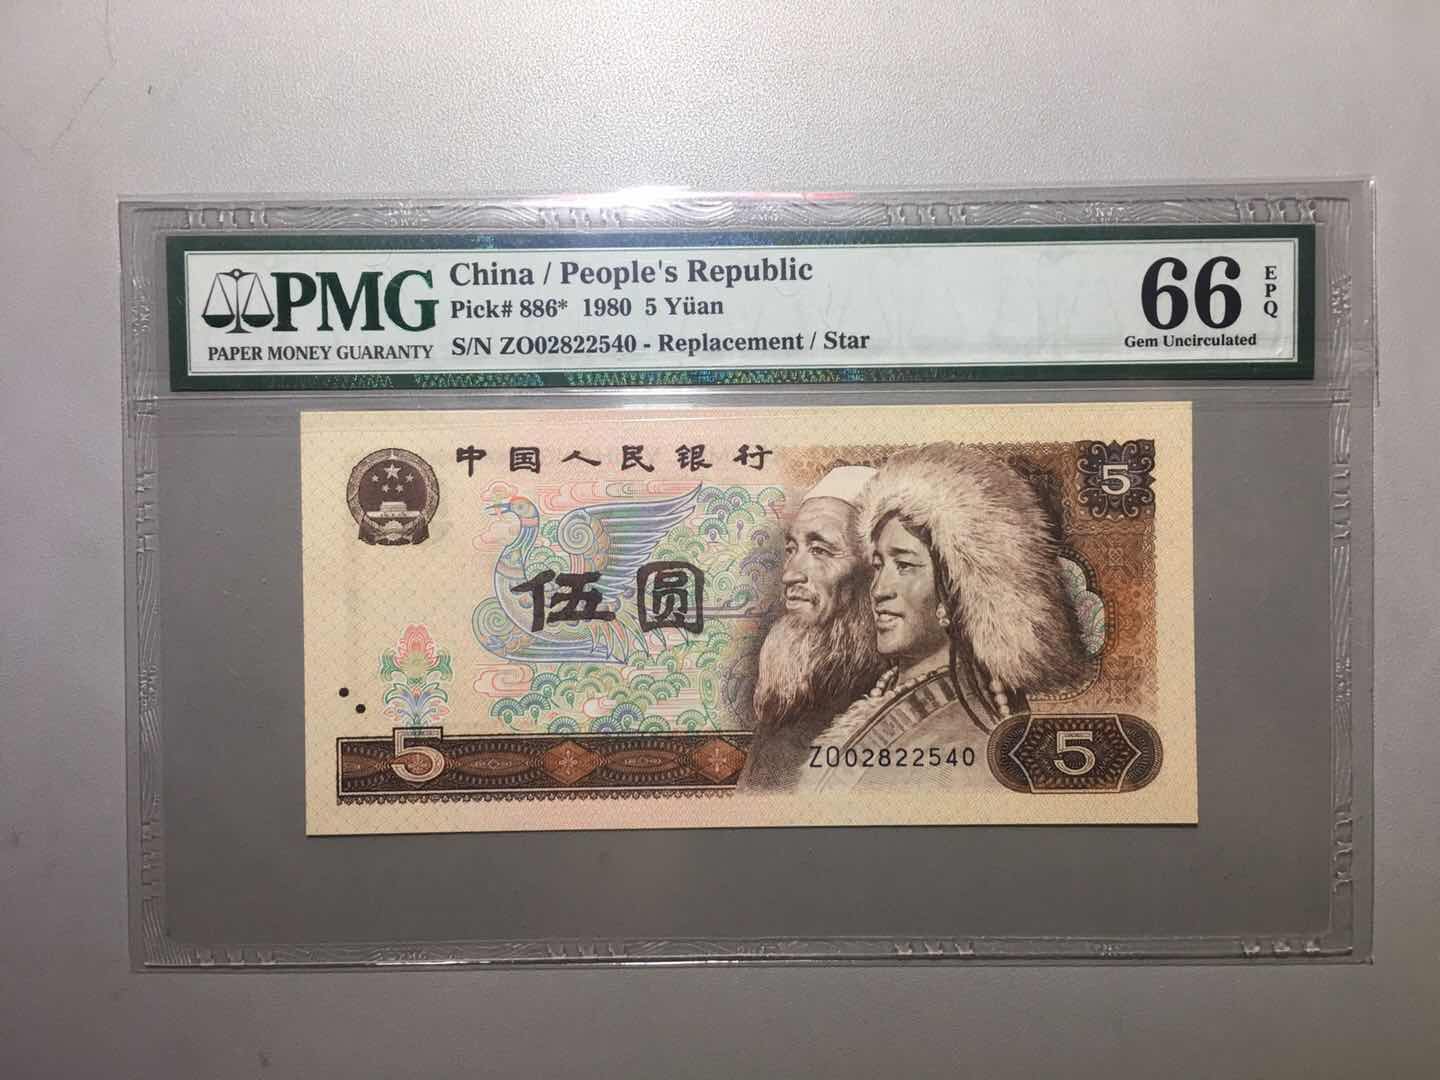 PMG
PAPER MONEY GUARANTY
China / People's Republic
Pick# 886* 1980 5 Yüan
S/N ZO02822540 - Replacement / Star
66
EPQ
Gem Uncirculated
中国人民银行
5
伍圆
5
ZO02822540
5